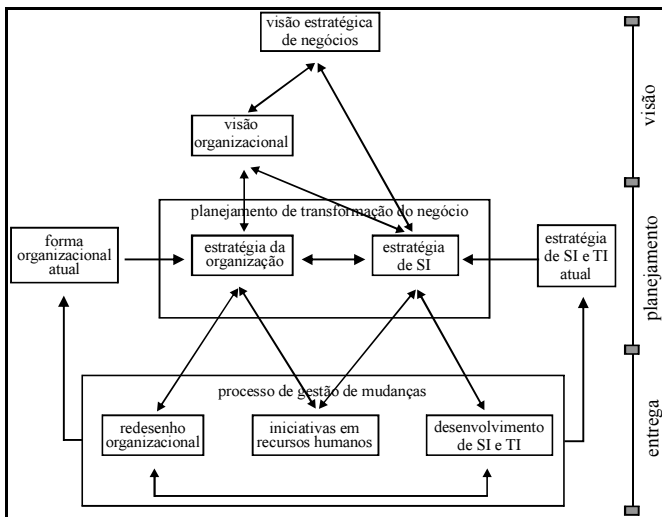 visão estratégica
de negócios
visão
organizacional
visão
planejamento de transformação do negócio
forma
organizacional
atual
estratégia da
organização
estratégia
de SI
estratégia
de SI e TI
atual
planejamento
processo de gestão de mudanças
redesenho
organizacional
iniciativas em
recursos humanos
desenvolvimento
de SI e TI
entrega